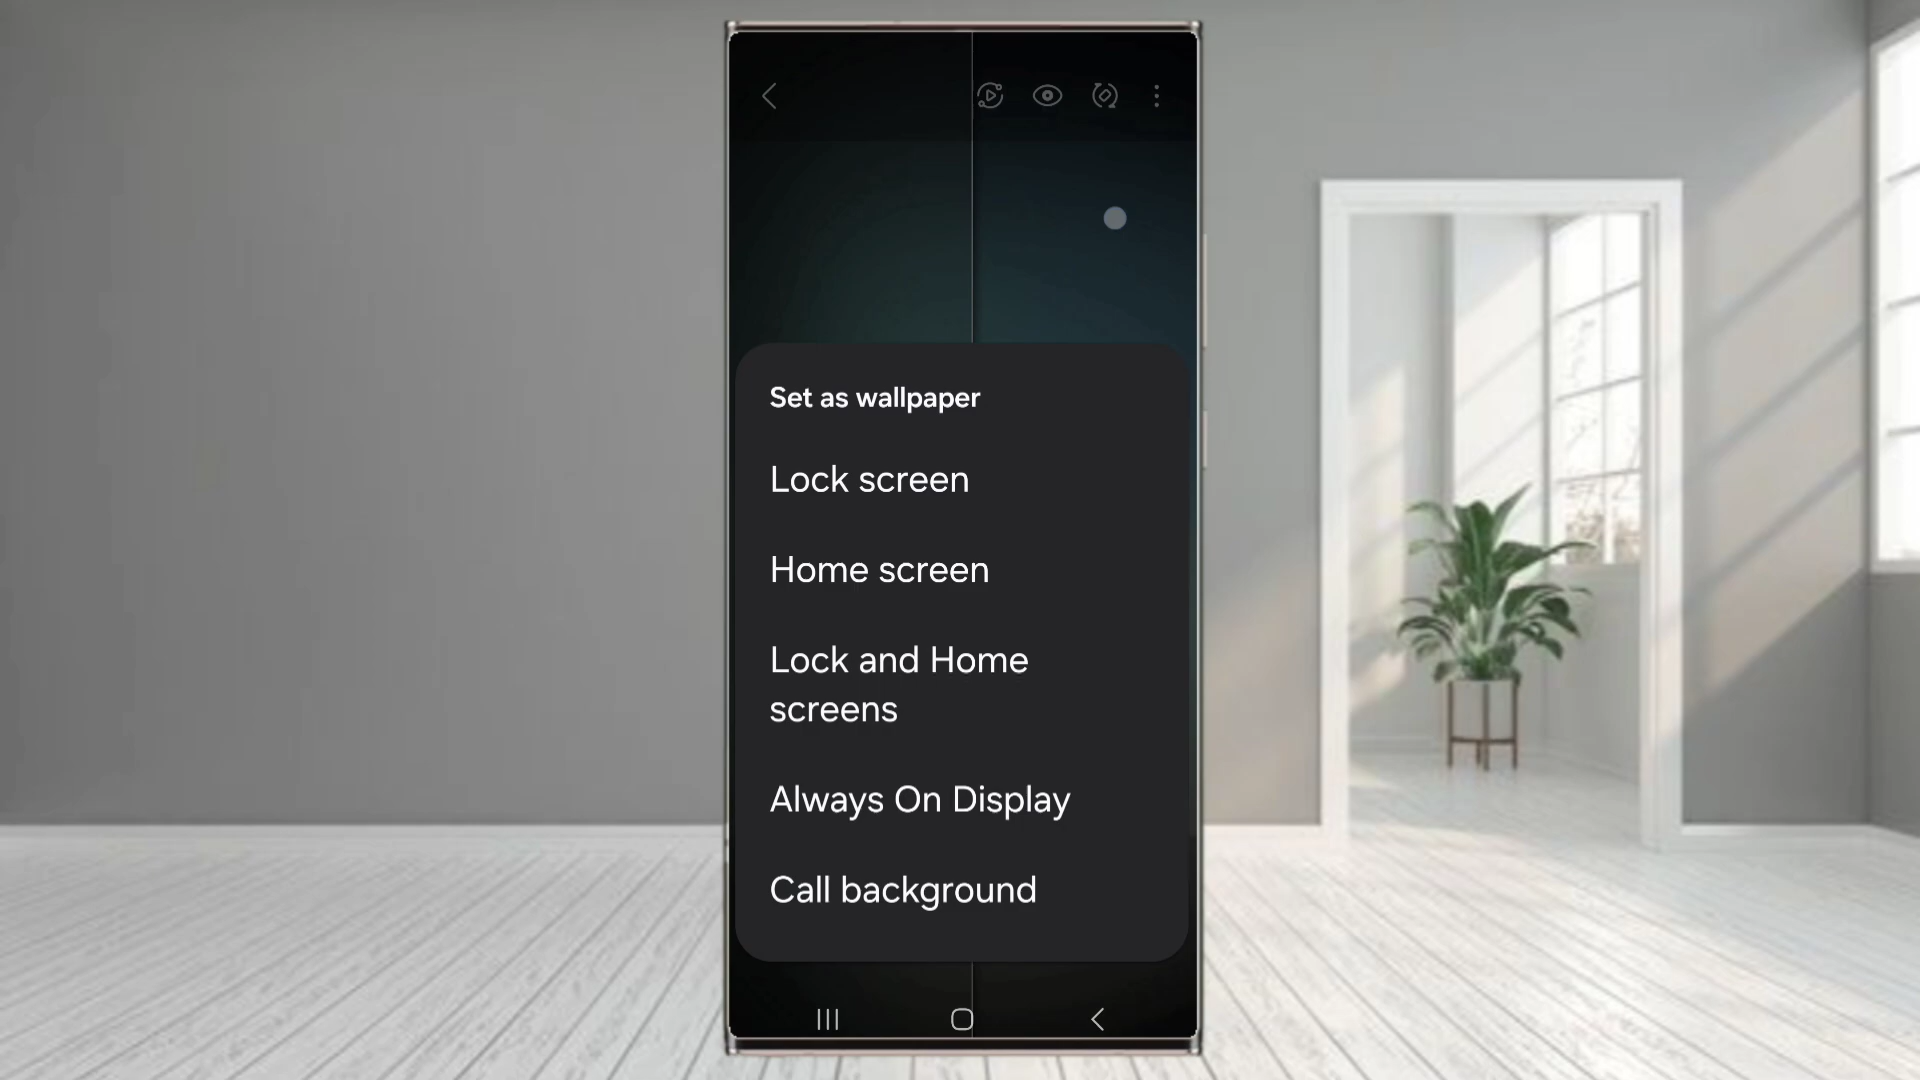 Set as wallpaper
Lock screen
Home screen
Lock and Home
screens
Always On Display
Call background